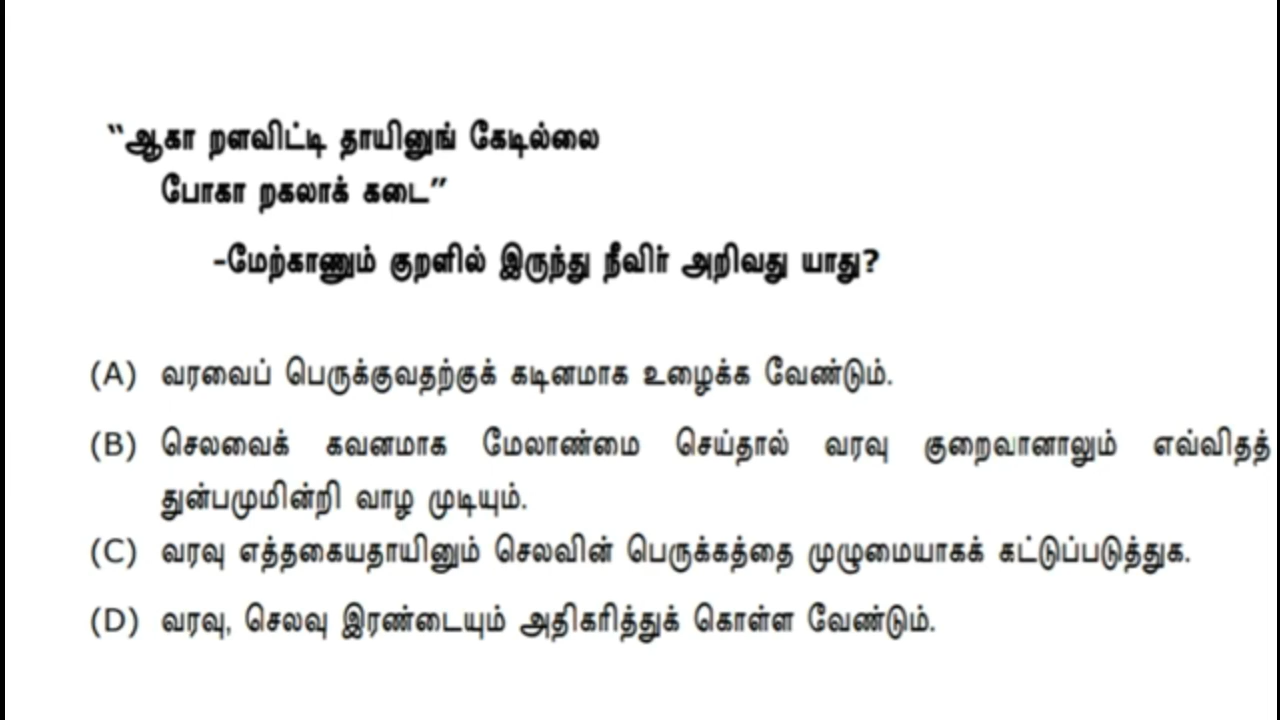 “ஆகா றளவிட்டி தாயினுங் கேடில்லை
போகா றகலாக் கடை”
-மேற்காணும் குறளில் இருந்து நீவிர் அறிவது யாது?
(A) வரவைப் பெருக்குவதற்குக் கடினமாக உழைக்க வேண்டும்.
(B) செலவைக் கவனமாக மேலாண்மை செய்தால் வரவு குறைவானாலும் எவ்விதத்
துன்பமுமின்றி வாழ முடியும்.
(C) வரவு எத்தகையதாயினும் செலவின் பெருக்கத்தை முழுமையாகக் கட்டுப்படுத்துக.
(D) வரவு, செலவு இரண்டையும் அதிகரித்துக் கொள்ள வேண்டும்.